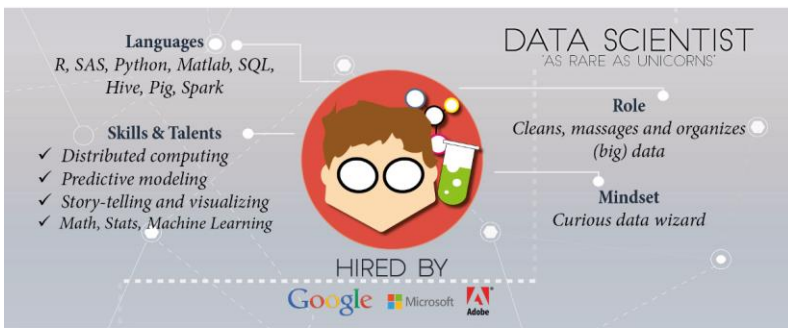 Languages
R, SAS, Python, Matlab, SQL,
Hive, Pig, Spark
Skills & Talents
✓ Distributed computing
✓ Predictive modeling
✓ Story-telling and visualizing
✓ Math, Stats, Machine Learning
DATA SCIENTIST
'AS RARE AS UNICORNS'
Role
Cleans, massages and organizes
(big) data
Mindset
Curious data wizard
HIRED BY
Google Microsoft Adobe